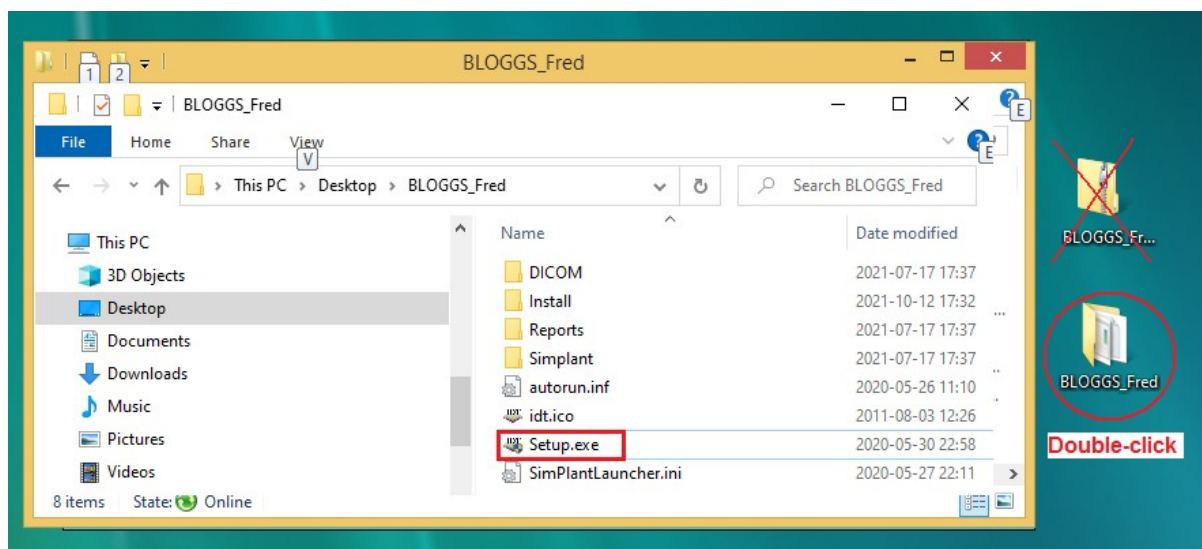 1 2 BLOGGS_Fred
BLOGGS_Fred E
File Home Share View E
V
This PC > Desktop > BLOGGS_Fred Search BLOGGS_Fred
Name Date modified
This PC
3D Objects
Desktop
Documents
Downloads
Music
Pictures
Videos
DICOM 2021-07-17 17:37
Install 2021-10-12 17:32 ...
Reports 2021-07-17 17:37
Simplant 2021-07-17 17:37
autorun.inf 2020-05-26 11:10
idt.ico 2011-08-03 12:26
Setup.exe 2020-05-30 22:58
SimPlantLauncher.ini 2020-05-27 22:11
8 items State: Online
BLOGGS_Fr...
BLOGGS_Fred
Double-click